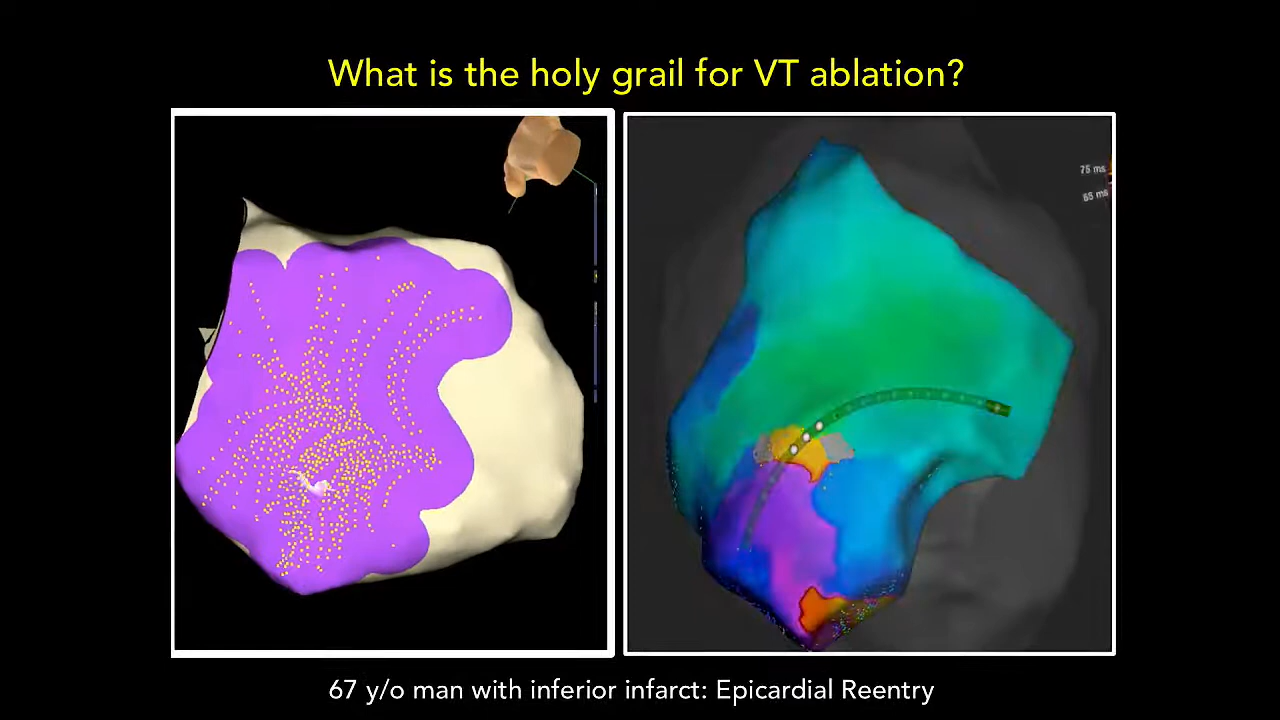 What is the holy grail for VT ablation?
75 ms
65 ms
67 y/o man with inferior infarct: Epicardial Reentry